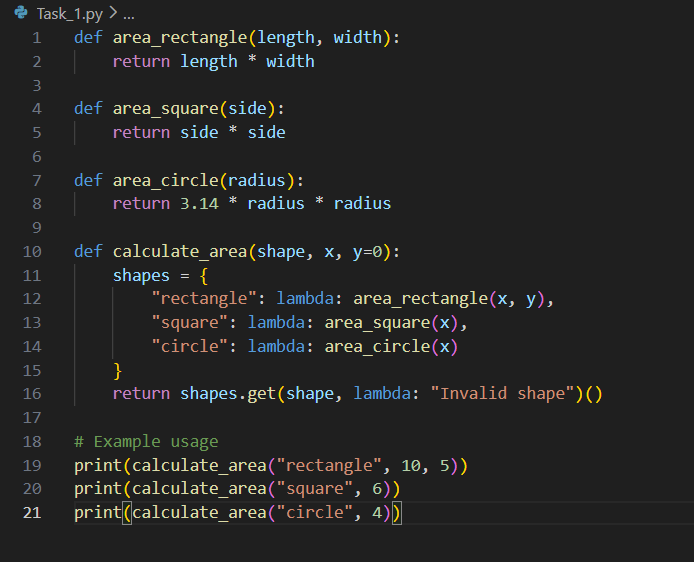 Task_1.py > ...
1 def area_rectangle(length, width):
2     return length * width
3
4 def area_square(side):
5     return side * side
6
7 def area_circle(radius):
8     return 3.14 * radius * radius
9
10 def calculate_area(shape, x, y=0):
11     shapes = {
12         "rectangle": lambda: area_rectangle(x, y),
13         "square": lambda: area_square(x),
14         "circle": lambda: area_circle(x)
15     }
16     return shapes.get(shape, lambda: "Invalid shape")()
17
18 # Example usage
19 print(calculate_area("rectangle", 10, 5))
20 print(calculate_area("square", 6))
21 print(calculate_area("circle", 4))